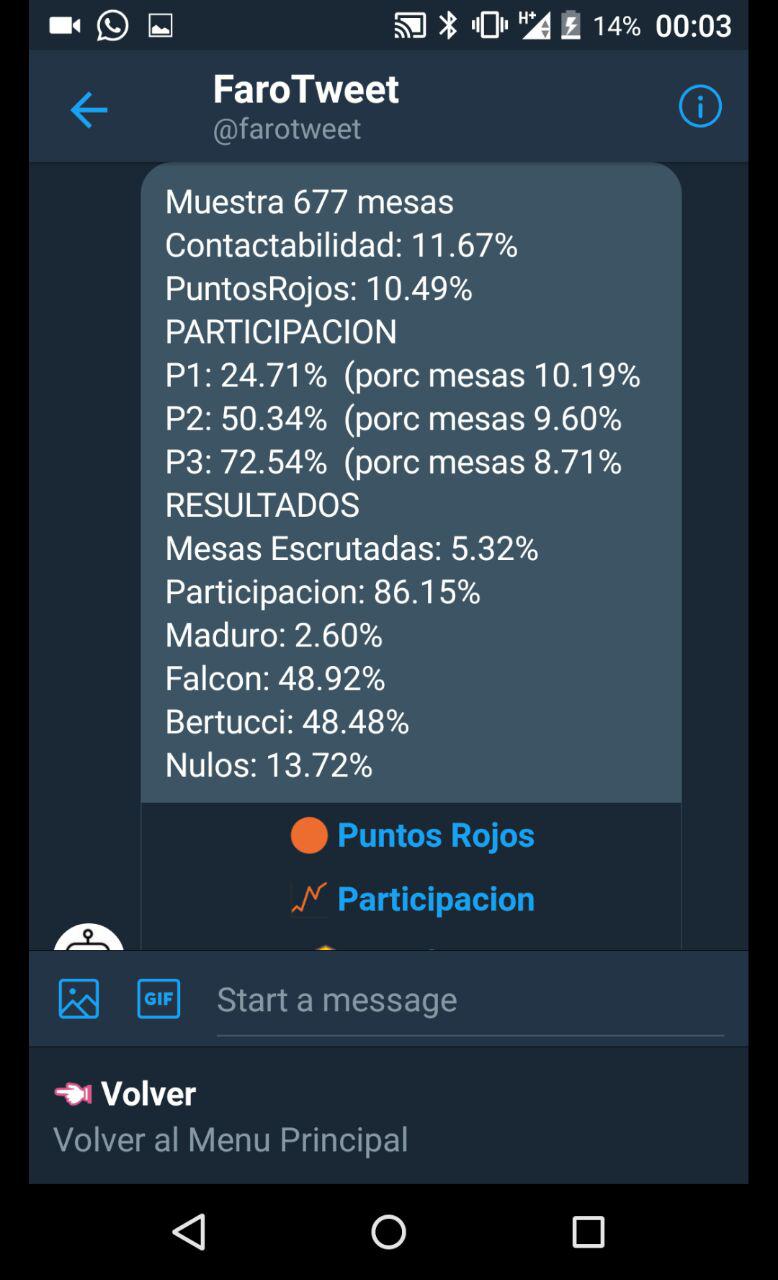 H+ 14% 00:03
FaroTweet
@farotweet
Muestra 677 mesas
Contactabilidad: 11.67%
PuntosRojos: 10.49%
PARTICIPACION
P1: 24.71%  (porc mesas 10.19%
P2: 50.34%  (porc mesas 9.60%
P3: 72.54%  (porc mesas 8.71%
RESULTADOS
Mesas Escrutadas: 5.32%
Participacion: 86.15%
Maduro: 2.60%
Falcon: 48.92%
Bertucci: 48.48%
Nulos: 13.72%
Puntos Rojos
Participacion
GIF Start a message
Volver
Volver al Menu Principal